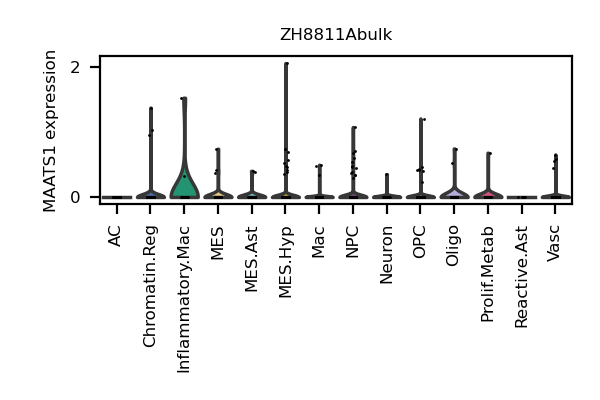 ZH8811Abulk
MAATS1 expression
2
0
AC
Chromatin.Reg
Inflammatory.Mac
MES
MES.Ast
MES.Hyp
Mac
NPC
Neuron
OPC
Oligo
Prolif.Metab
Reactive.Ast
Vasc